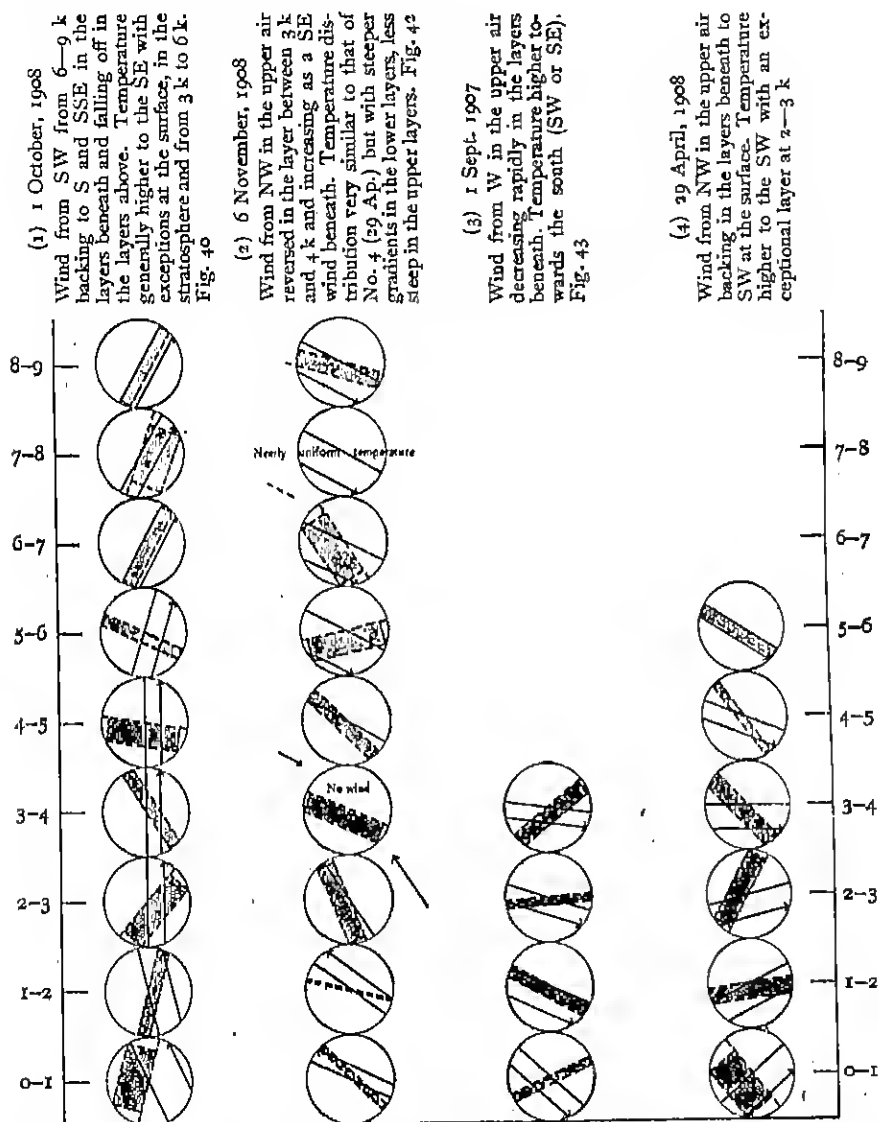 (1) 1 October, 1908
Wind from SW from 6—9 k
backing to S and SSE in the
layers beneath and falling off in
the layers above. Temperature
generally higher to the SE with
exceptions at the surface, in the
stratosphere and from 3 k to 6 k.
Fig. 40
(2) 6 November, 1908
Wind from NW in the upper air
reversed in the layer between 3 k
and 4 k and increasing as a SE
wind beneath. Temperature dis-
tribution very similar to that of
No. 4 (29 Ap.) but with steeper
gradients in the lower layers, less
steep in the upper layers. Fig. 42
(3) 1 Sept. 1907
Wind from W in the upper air
decreasing rapidly in the layers
beneath. Temperature higher to-
wards the south (SW or SE).
Fig. 43
(4) 29 April, 1908
Wind from NW in the upper air
backing in the layers beneath to
SW at the surface. Temperature
higher to the SW with an ex-
ceptional layer at 2—3 k
8-9
7-8
6-7
5-6
4-5
3-4
2-3
1-2
0-1
Nearly uniform temperature
No wind
8-9
7-8
6-7
5-6
4-5
3-4
2-3
1-2
0-1